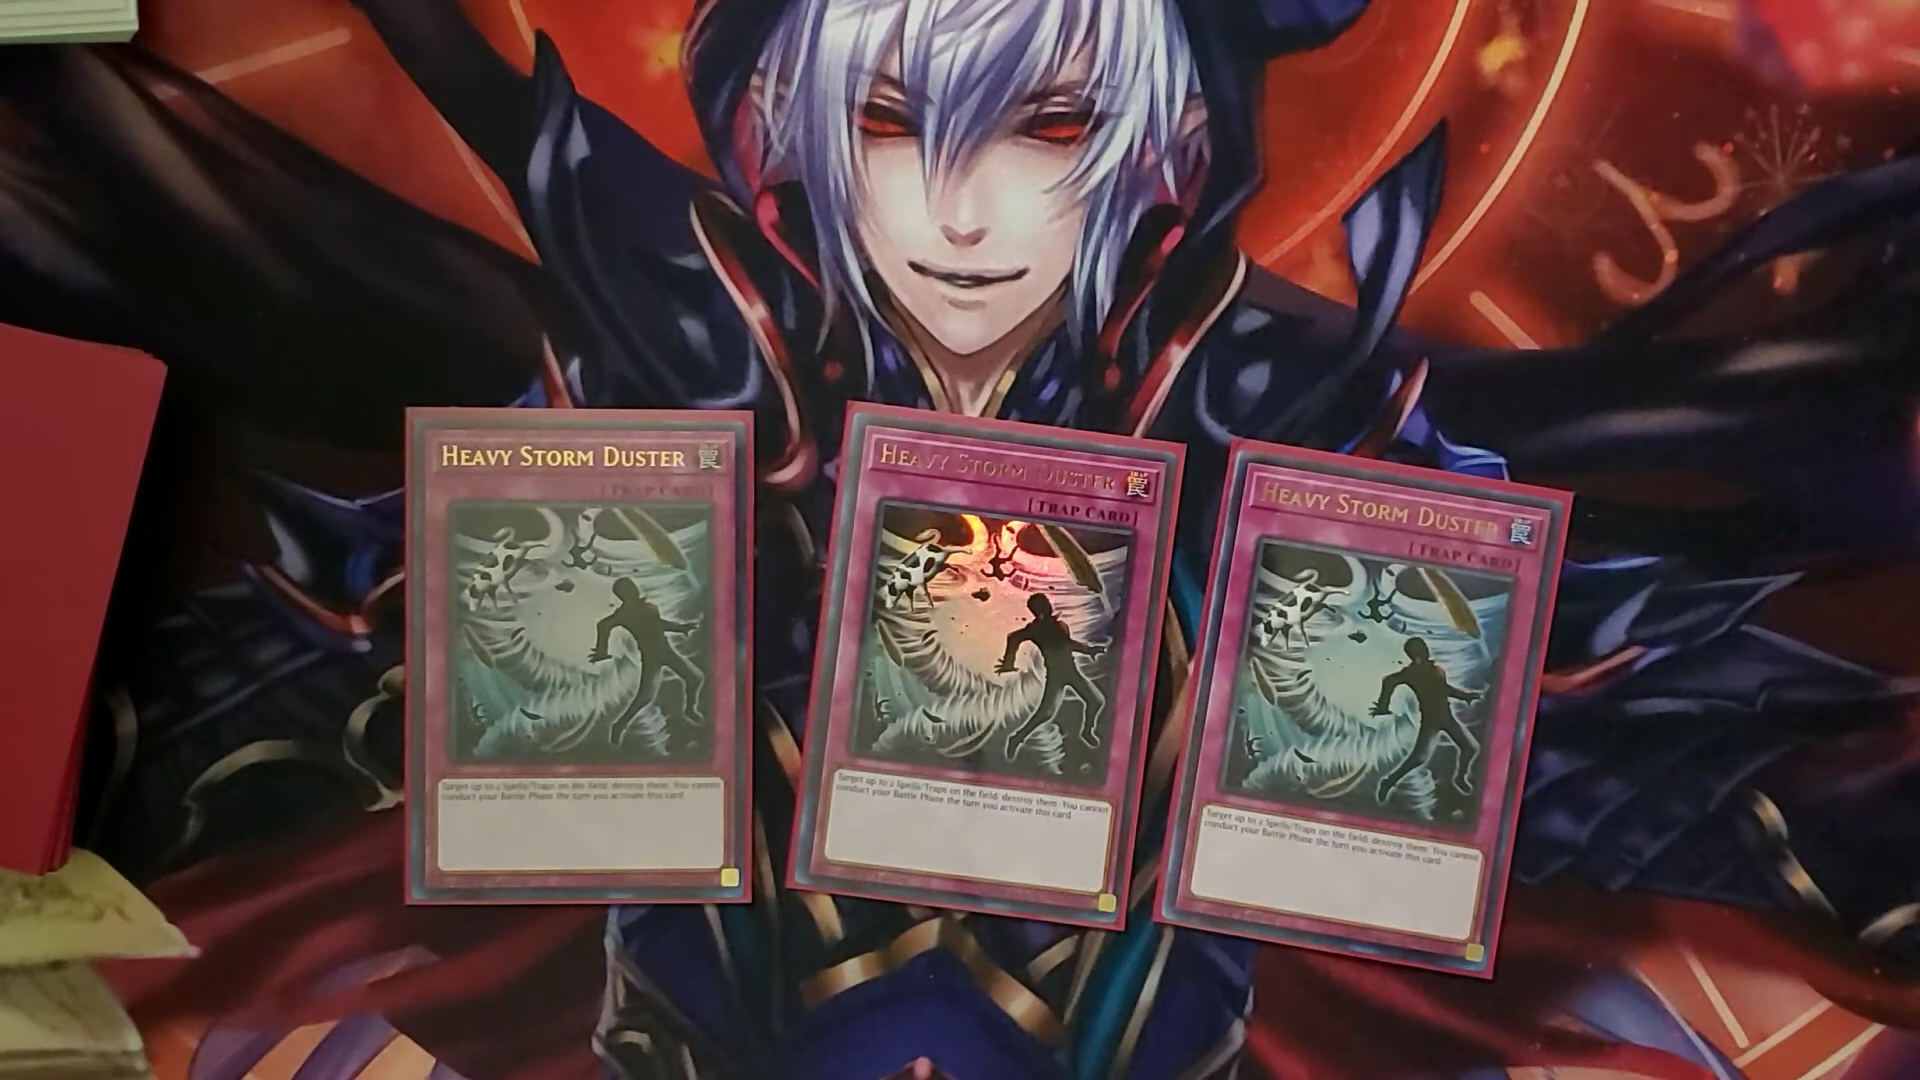 HEAVY STORM DUSTER
[TRAP CARD]
Target up to 2 Spells/Traps on the field; destroy them. You cannot
conduct your Battle Phase the turn you activate this card.
HEAVY STORM DUSTER
[TRAP CARD]
Target up to 2 Spells/Traps on the field; destroy them. You cannot
conduct your Battle Phase the turn you activate this card.
HEAVY STORM DUSTER
[TRAP CARD]
Target up to 2 Spells/Traps on the field; destroy them. You cannot
conduct your Battle Phase the turn you activate this card.